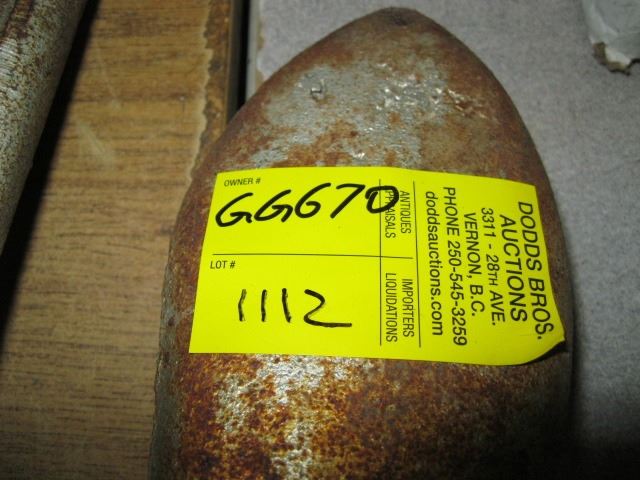 OWNER #
GG670
LOT #
1112
ANTIQUES
APPRAISALS
IMPORTERS
LIQUIDATIONS
DODDS BROS.
AUCTIONS
3311 - 28TH AVE.
VERNON, B.C.
PHONE 250-545-3259
doddsauctions.com